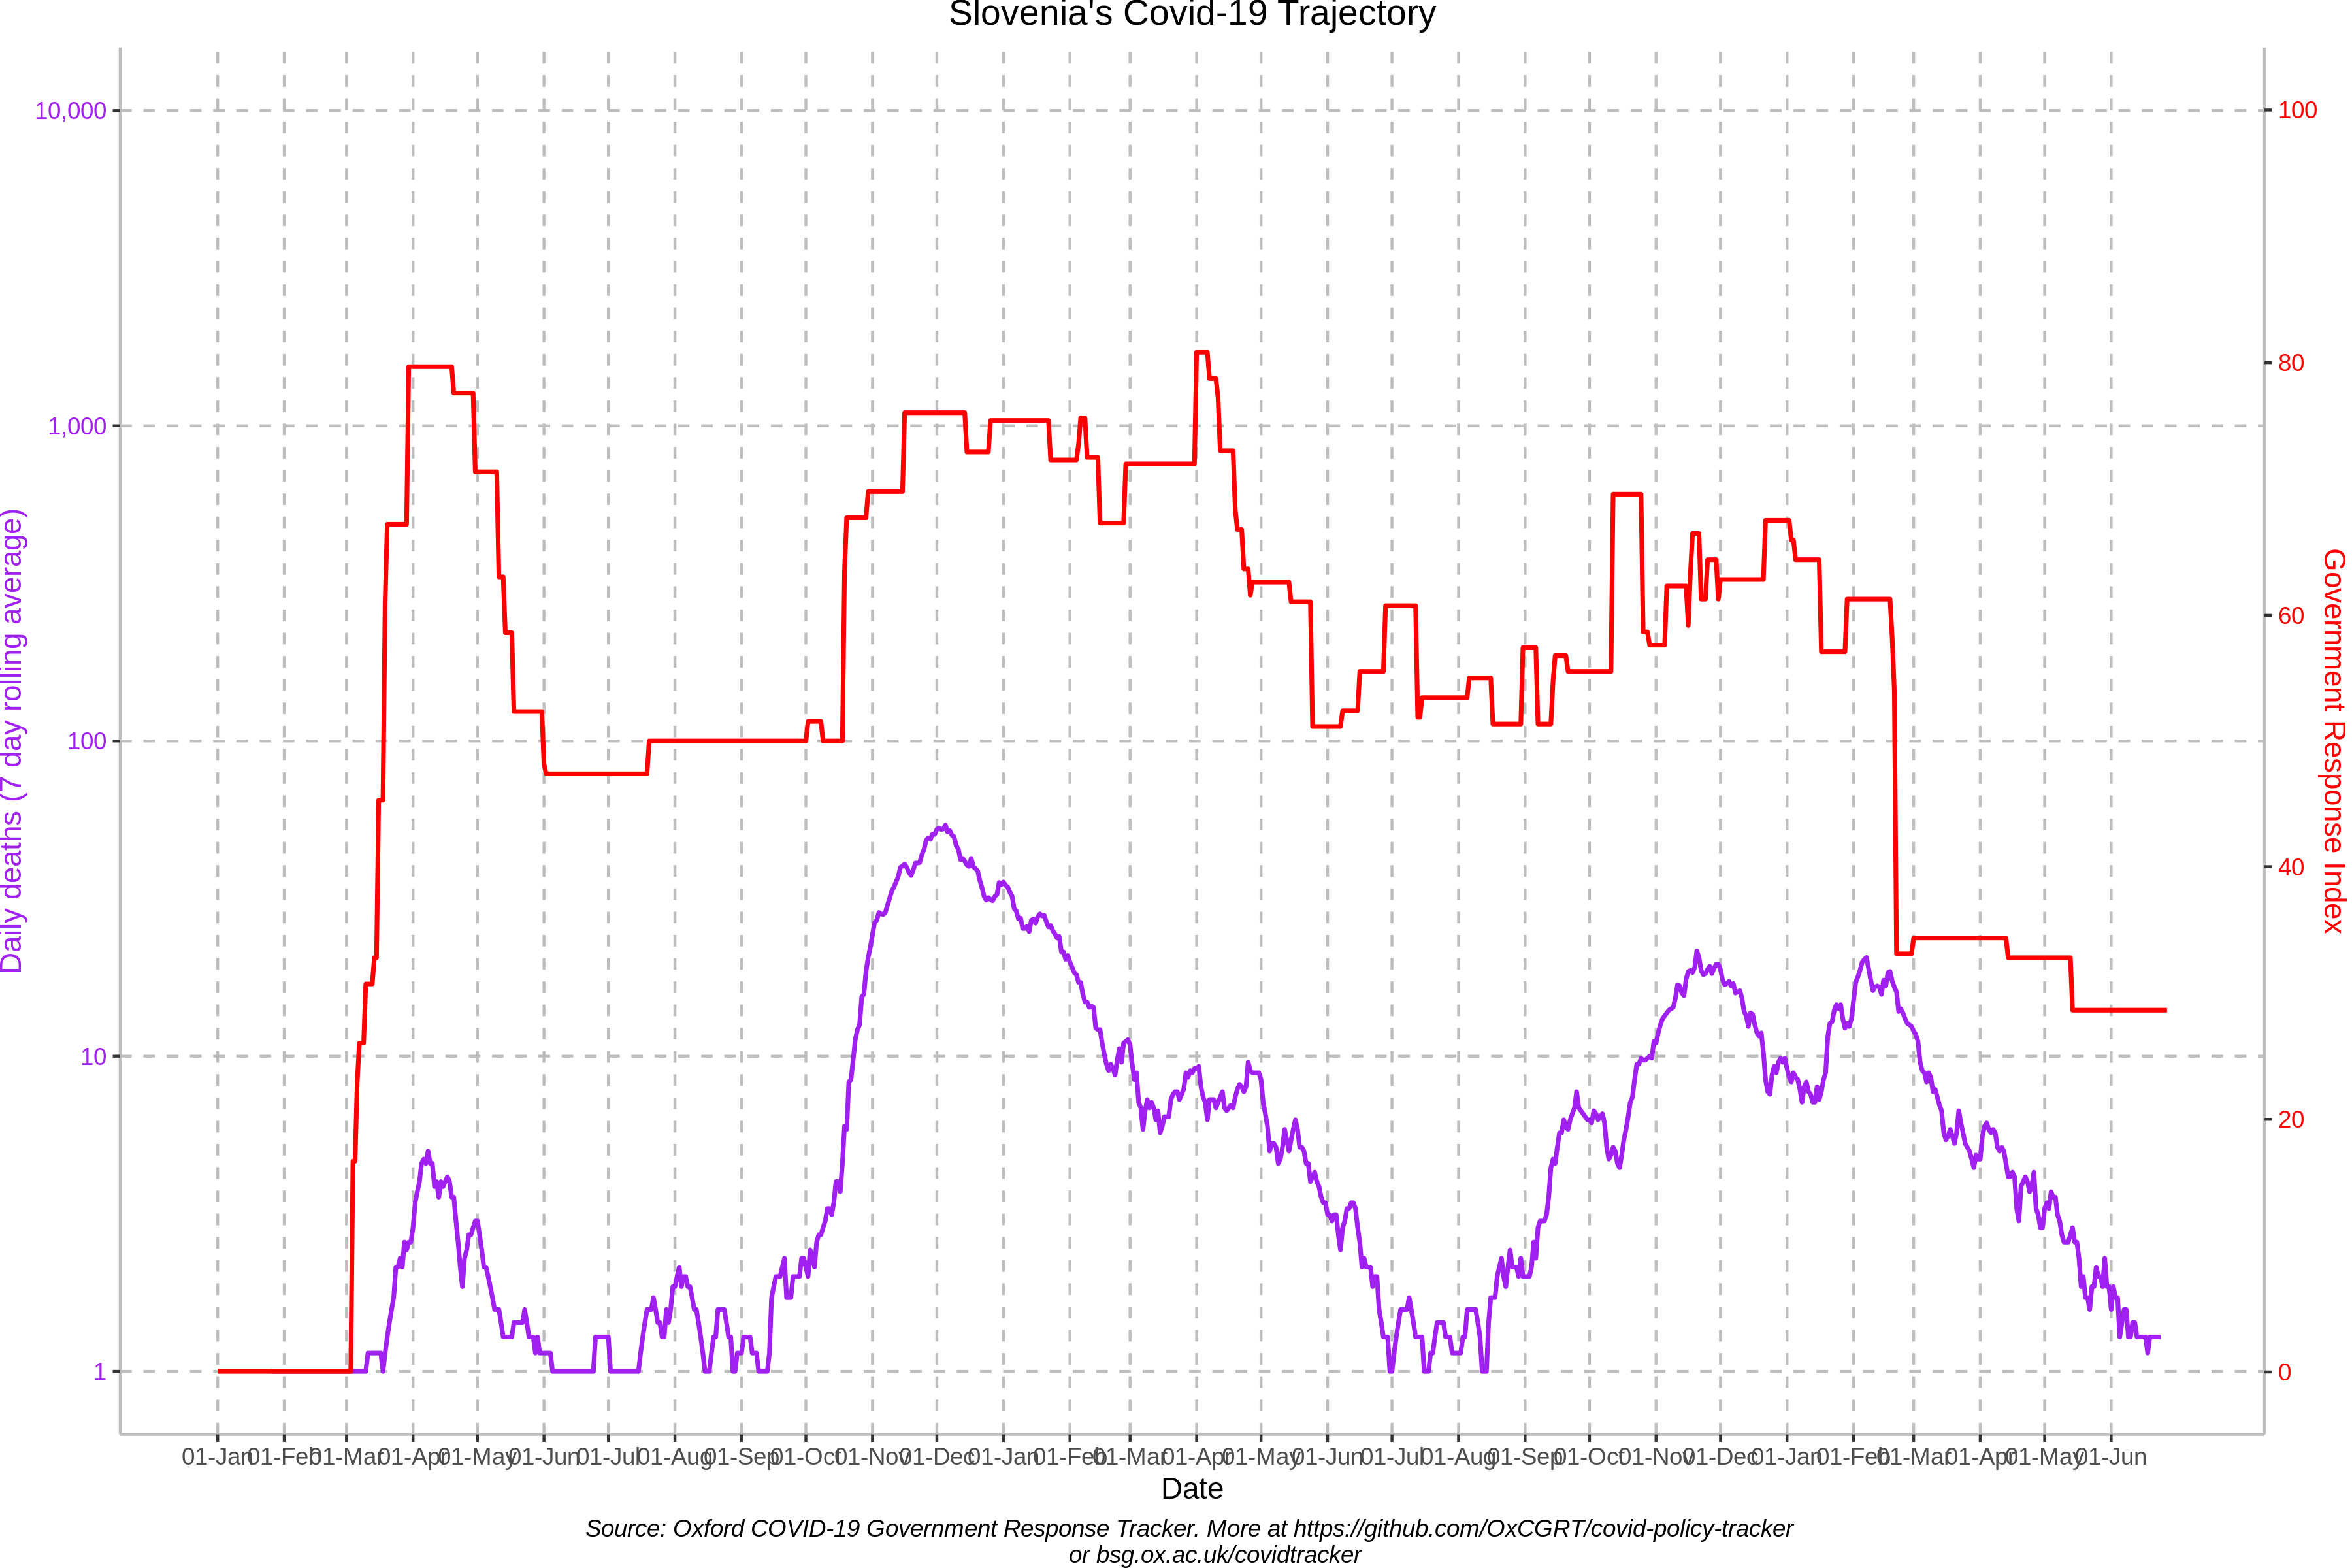 Slovenia's Covid-19 Trajectory
10,000
1,000
100
10
1
Daily deaths (7 day rolling average)
100
80
60
40
20
0
Government Response Index
01-Jan 01-Feb 01-Mar 01-Apr 01-May 01-Jun 01-Jul 01-Aug 01-Sep 01-Oct 01-Nov 01-Dec 01-Jan 01-Feb 01-Mar 01-Apr 01-May 01-Jun 01-Jul 01-Aug 01-Sep 01-Oct 01-Nov 01-Dec 01-Jan 01-Feb 01-Mar 01-Apr 01-May 01-Jun
Date
Source: Oxford COVID-19 Government Response Tracker. More at https://github.com/OxCGRT/covid-policy-tracker
or bsg.ox.ac.uk/covidtracker